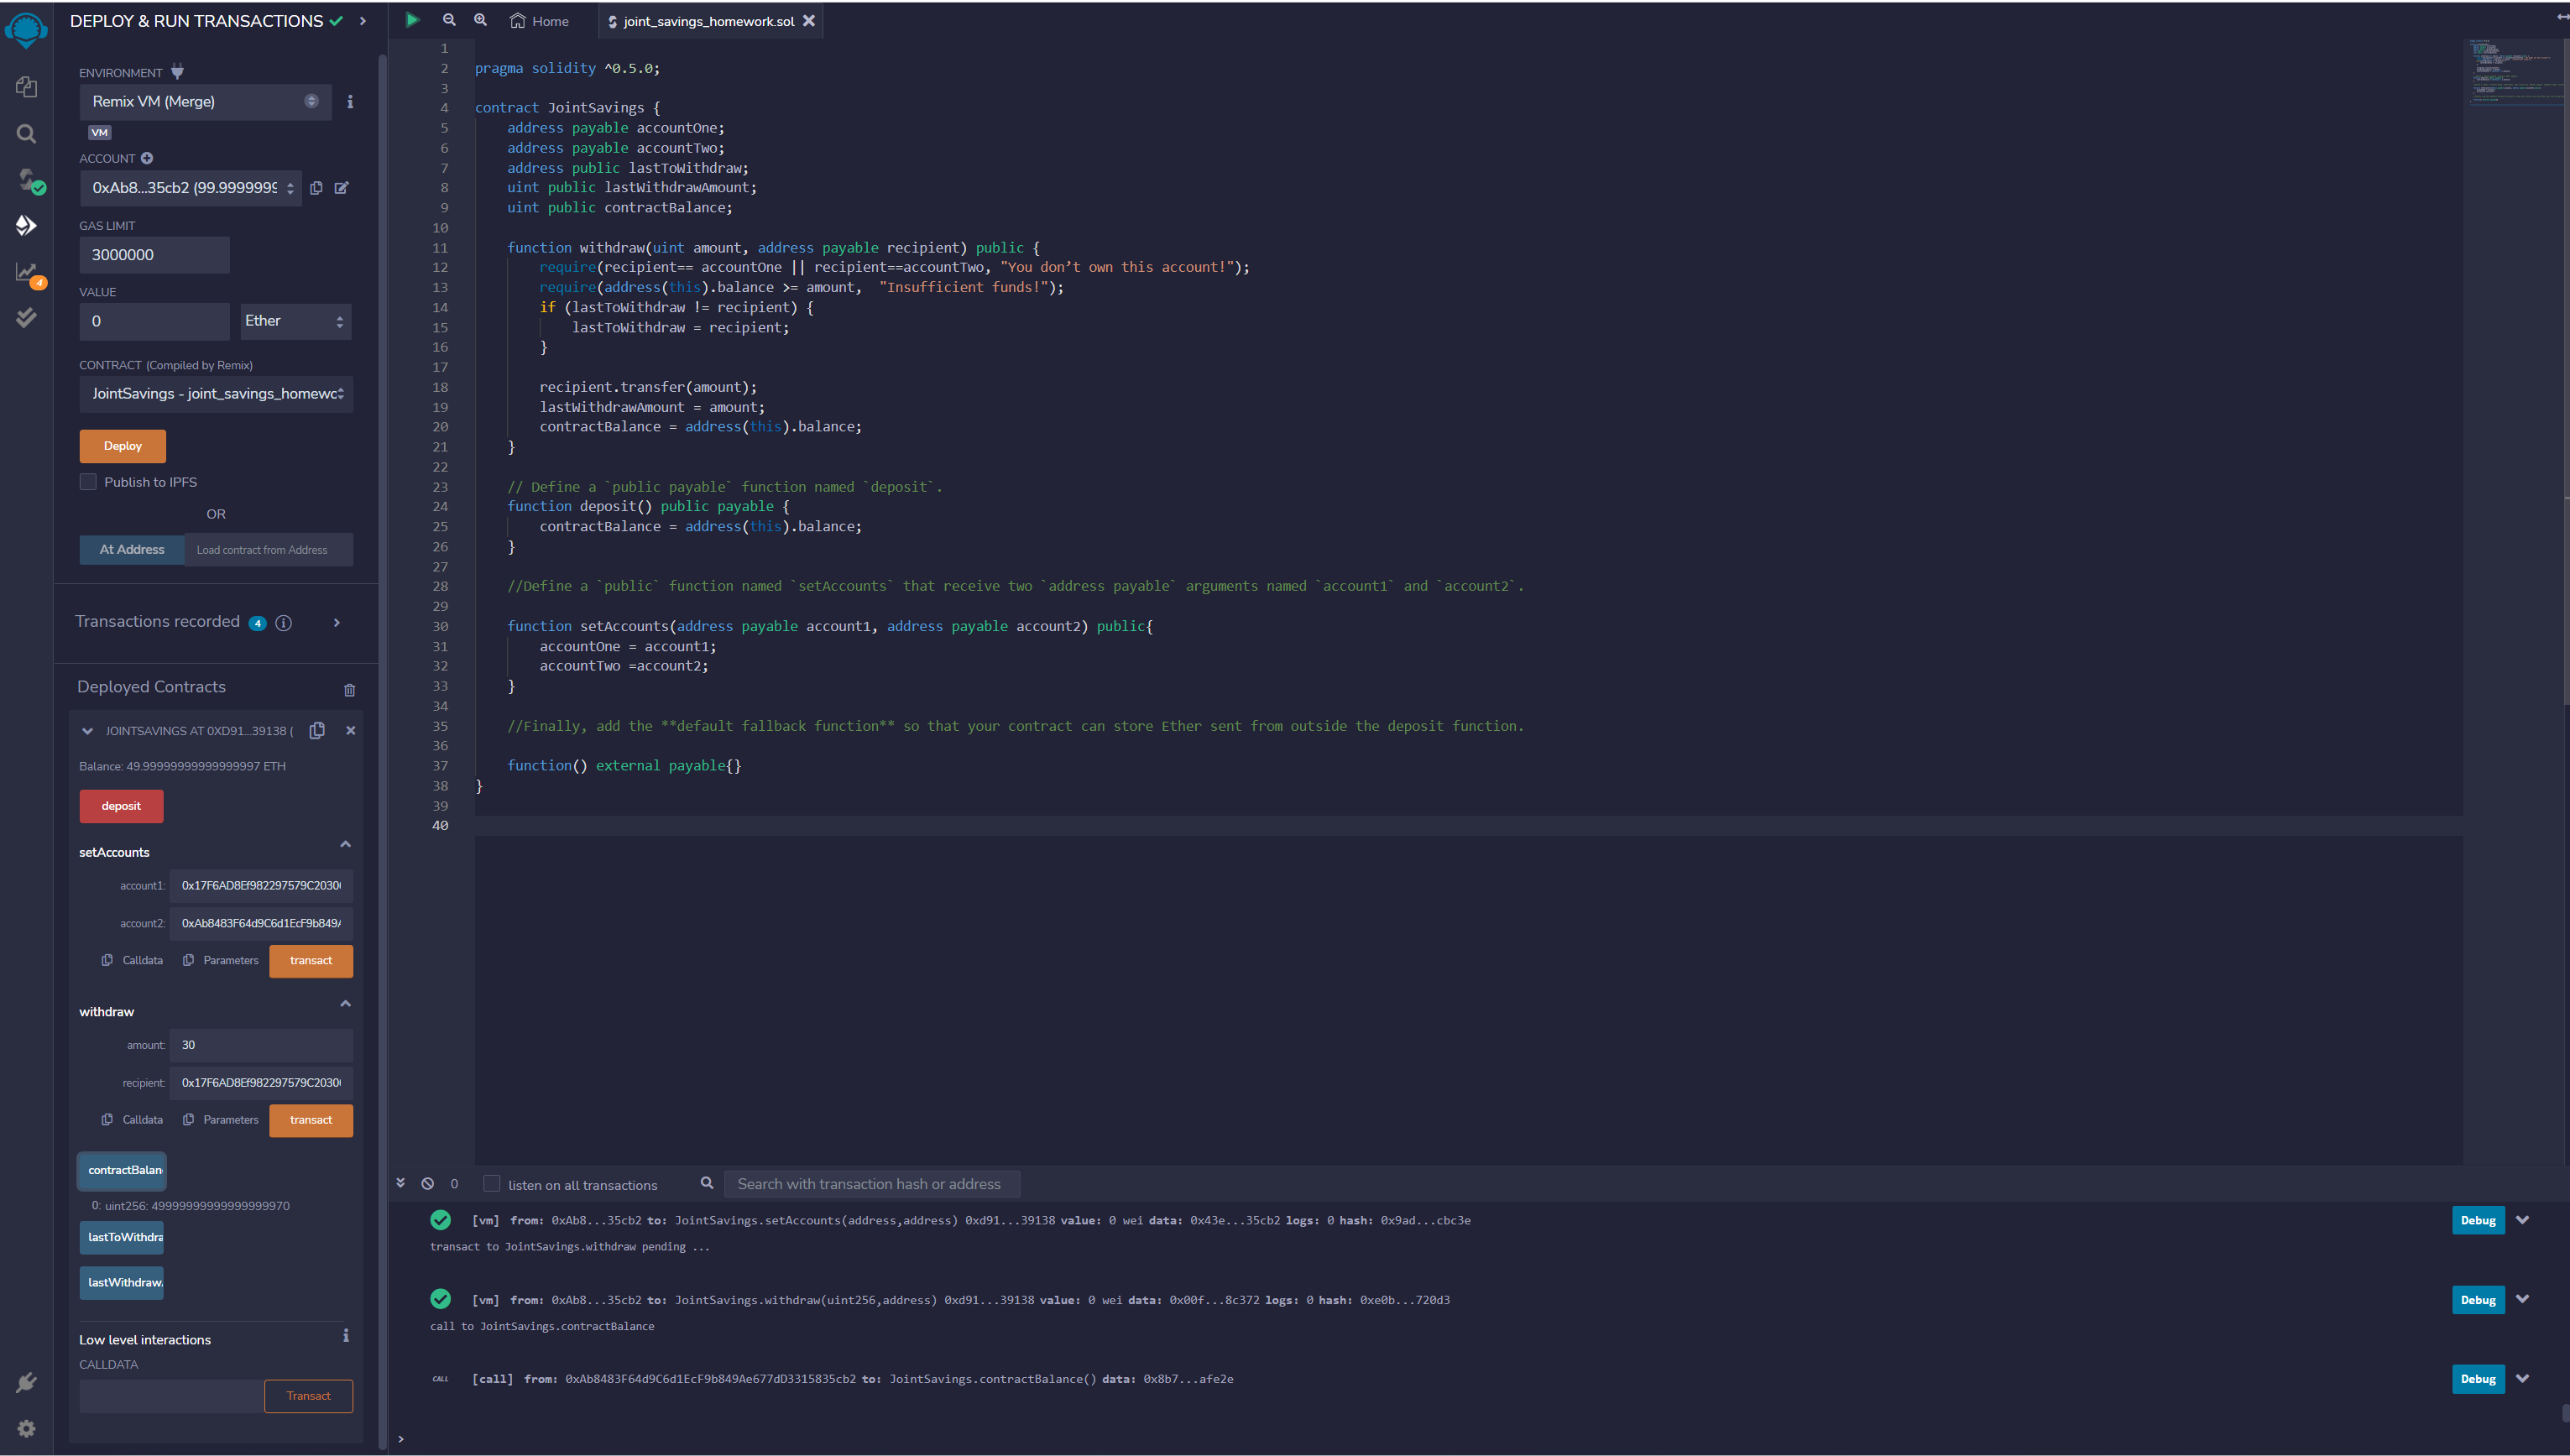 DEPLOY & RUN TRANSACTIONS
ENVIRONMENT
Remix VM (Merge)
VM
ACCOUNT
0xAb8...35cb2 (99.9999999
GAS LIMIT
3000000
VALUE
0
Ether
CONTRACT (Compiled by Remix)
JointSavings - joint_savings_homewo
Deploy
Publish to IPFS
OR
At Address
Load contract from Address
Transactions recorded 4
Deployed Contracts
JOINTSAVINGS AT 0XD91...39138 (
Balance: 49.99999999999999997 ETH
deposit
setAccounts
account1: 0x17F6AD8Ef982297579C2030
account2: 0xAb8483F64d9C6d1EcF9b849
Calldata Parameters transact
withdraw
amount: 30
recipient: 0x17F6AD8Ef982297579C2030
Calldata Parameters transact
contractBalan
0: uint256: 49999999999999999970
lastToWithdra
lastWithdraw
Low level interactions
CALLDATA
Transact
4
Home
joint_savings_homework.sol
1
2 pragma solidity ^0.5.0;
3
4 contract JointSavings {
5 address payable accountOne;
6 address payable accountTwo;
7 address public lastToWithdraw;
8 uint public lastWithdrawAmount;
9 uint public contractBalance;
10
11 function withdraw(uint amount, address payable recipient) public {
12 require(recipient== accountOne || recipient==accountTwo, "You don’t own this account!");
13 require(address(this).balance >= amount,  "Insufficient funds!");
14 if (lastToWithdraw != recipient) {
15 lastToWithdraw = recipient;
16 }
17
18 recipient.transfer(amount);
19 lastWithdrawAmount = amount;
20 contractBalance = address(this).balance;
21 }
22
23 // Define a `public payable` function named `deposit`.
24 function deposit() public payable {
25 contractBalance = address(this).balance;
26 }
27
28 //Define a `public` function named `setAccounts` that receive two `address payable` arguments named `account1` and `account2`.
29
30 function setAccounts(address payable account1, address payable account2) public{
31 accountOne = account1;
32 accountTwo =account2;
33 }
34
35 //Finally, add the **default fallback function** so that your contract can store Ether sent from outside the deposit function.
36
37 function() external payable{}
38 }
39
40
0 listen on all transactions Search with transaction hash or address
[vm] from: 0xAb8...35cb2 to: JointSavings.setAccounts(address,address) 0xd91...39138 value: 0 wei data: 0x43e...35cb2 logs: 0 hash: 0x9ad...cbc3e Debug
transact to JointSavings.withdraw pending ...
[vm] from: 0xAb8...35cb2 to: JointSavings.withdraw(uint256,address) 0xd91...39138 value: 0 wei data: 0x00f...8c372 logs: 0 hash: 0xe0b...720d3 Debug
call to JointSavings.contractBalance
CALL [call] from: 0xAb8483F64d9C6d1EcF9b849Ae677dD3315835cb2 to: JointSavings.contractBalance() data: 0x8b7...afe2e Debug
>